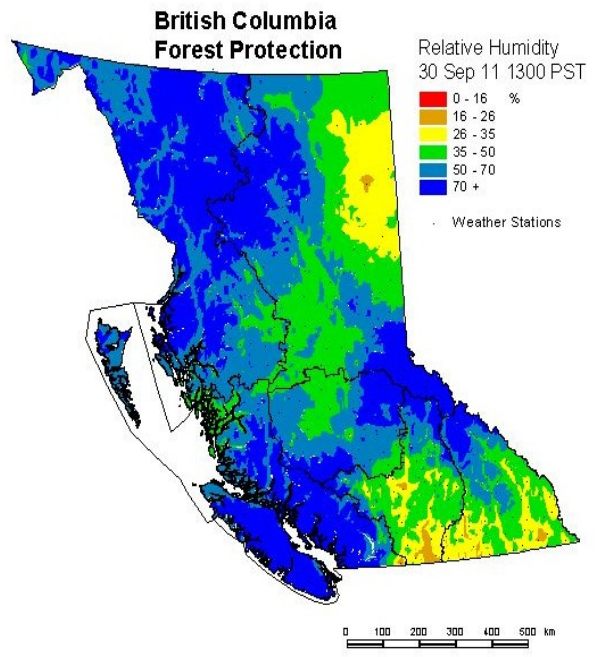 British Columbia
Forest Protection
Relative Humidity
30 Sep 11 1300 PST
0 - 16 %
16 - 26
26 - 35
35 - 50
50 - 70
70 +
Weather Stations
0 100 200 300 400 500 km